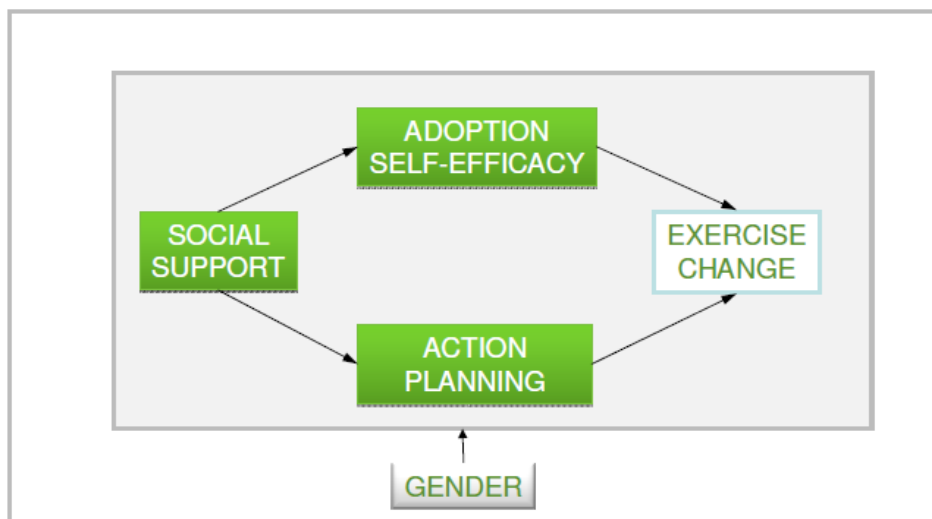 ADOPTION
SELF-EFFICACY
SOCIAL
SUPPORT
EXERCISE
CHANGE
ACTION
PLANNING
GENDER